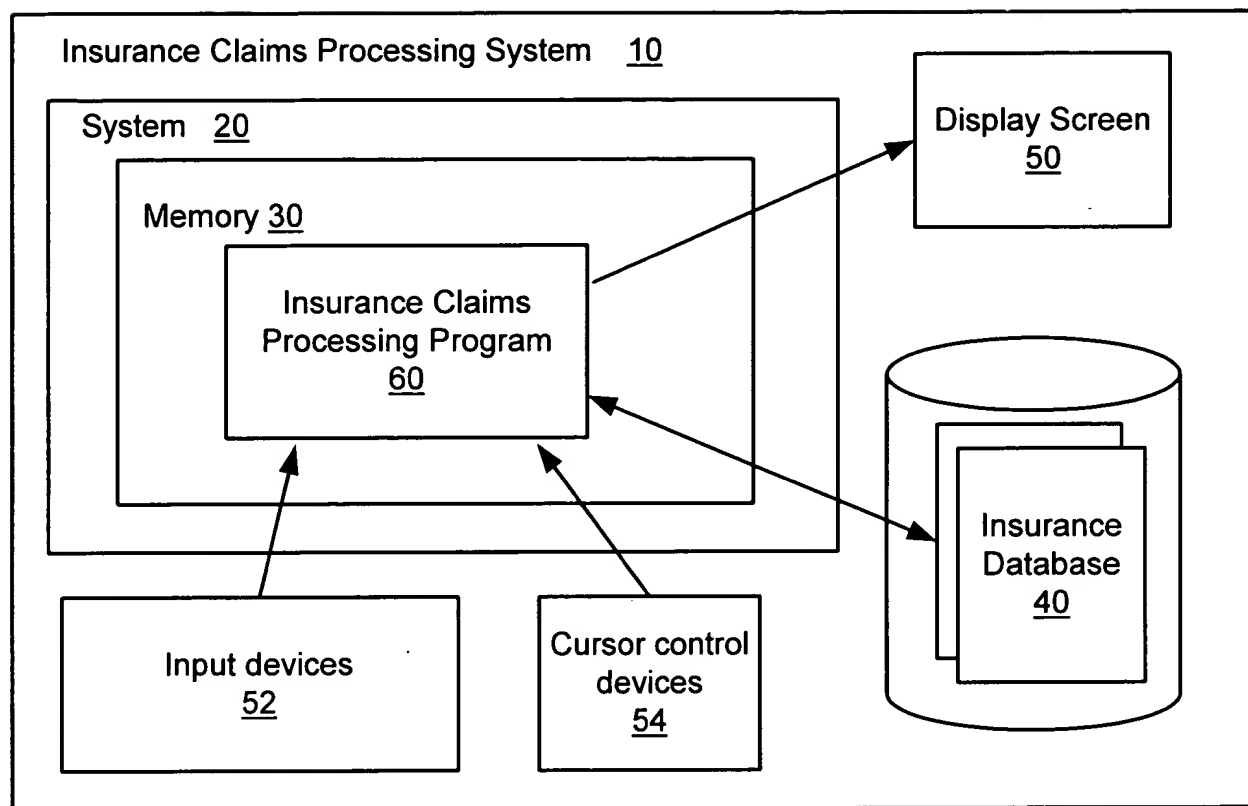 Insurance Claims Processing System 10
System 20
Memory 30
Insurance Claims
Processing Program
60
Display Screen
50
Insurance
Database
40
Input devices
52
Cursor control
devices
54